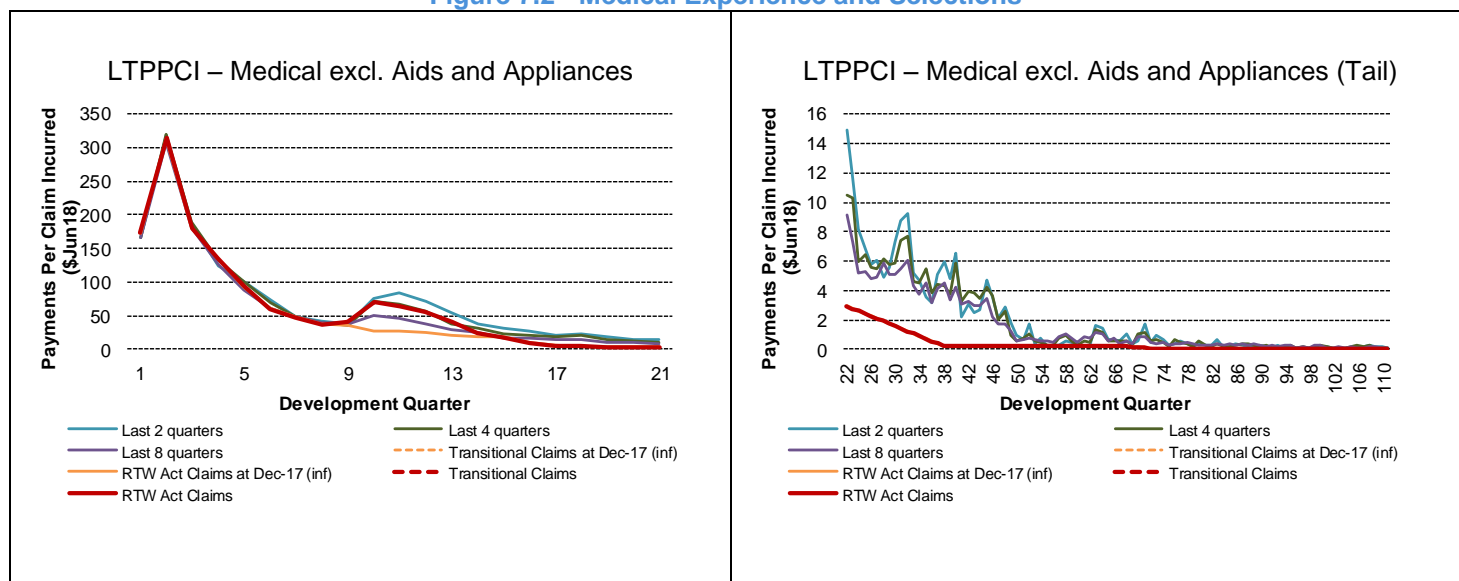 Figure 7.2 - Medical Experience and Selections
LTPPCI – Medical excl. Aids and Appliances
Payments Per Claim Incurred
($Jun18)
350
300
250
200
150
100
50
0
1 5 9 13 17 21
Development Quarter
Last 2 quarters Last 4 quarters
Last 8 quarters Transitional Claims at Dec-17 (inf)
RTW Act Claims at Dec-17 (inf) Transitional Claims
RTW Act Claims
LTPPCI – Medical excl. Aids and Appliances (Tail)
Payments Per Claim Incurred
($Jun18)
16
14
12
10
8
6
4
2
0
22 26 30 34 38 42 46 50 54 58 62 66 70 74 78 82 86 90 94 98 102 106 110
Development Quarter
Last 2 quarters Last 4 quarters
Last 8 quarters Transitional Claims at Dec-17 (inf)
RTW Act Claims at Dec-17 (inf) Transitional Claims
RTW Act Claims